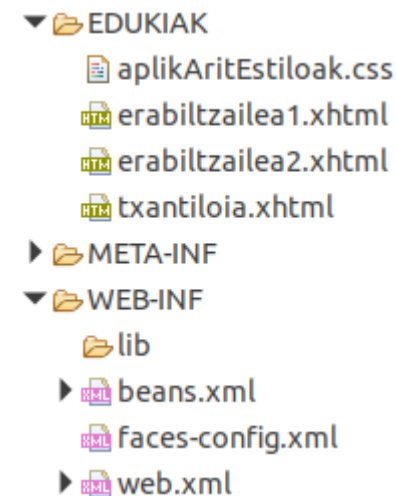 EDUKIAK
aplikAritEstiloak.css
erabiltzailea1.xhtml
erabiltzailea2.xhtml
txantiloia.xhtml
META-INF
WEB-INF
lib
beans.xml
faces-config.xml
web.xml